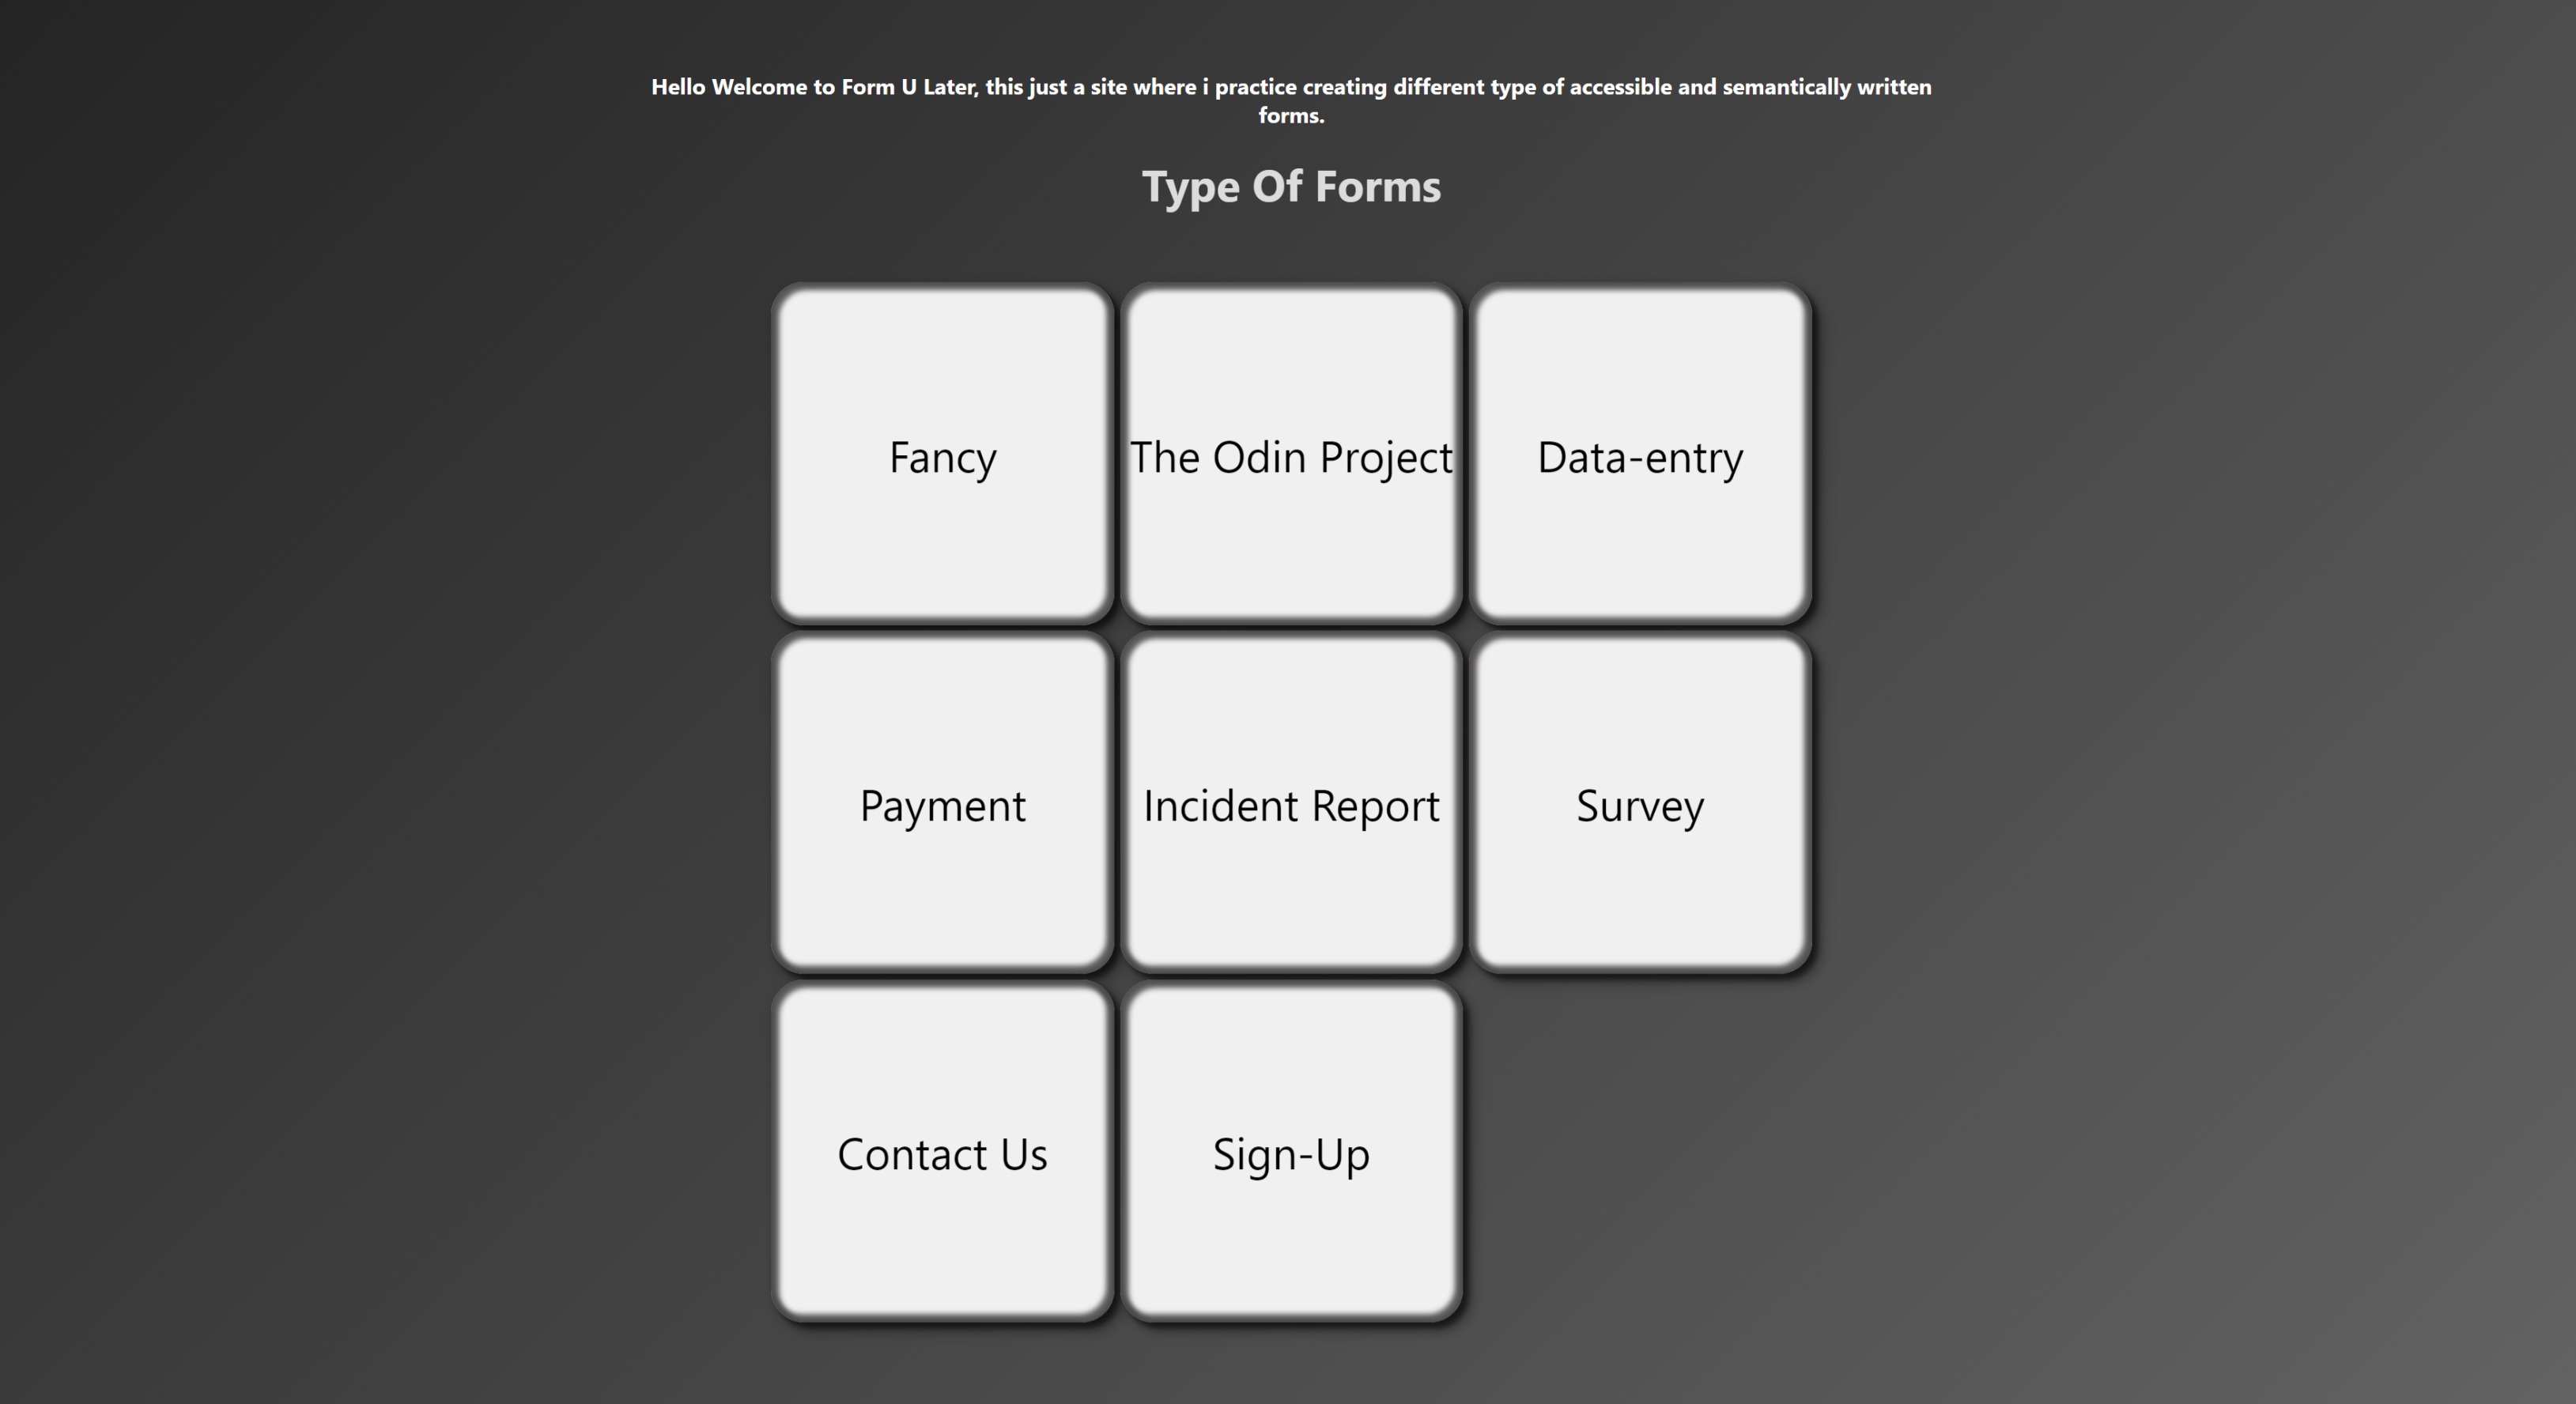 Hello Welcome to Form U Later, this just a site where i practice creating different type of accessible and semantically written
forms.
Type Of Forms
Fancy
The Odin Project
Data-entry
Payment
Incident Report
Survey
Contact Us
Sign-Up